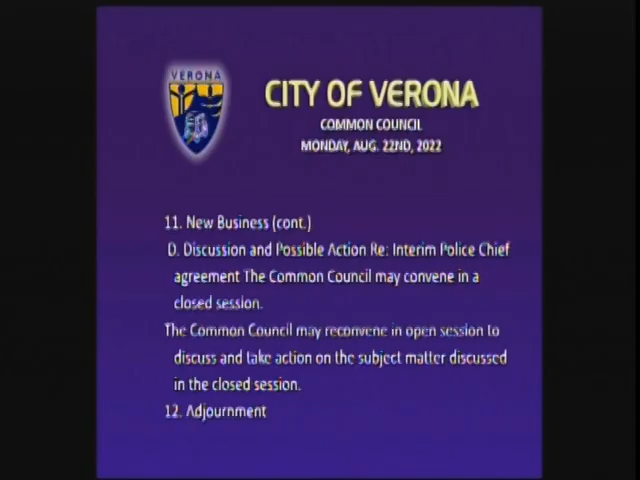 VERONA
CITY OF VERONA
COMMON COUNCIL
MONDAY, AUG. 22ND, 2022
11. New Business (cont.)
D. Discussion and Possible Action Re: Interim Police Chief
agreement The Common Council may convene in a
closed session.
The Common Council may reconvene in open session to
discuss and take action on the subject matter discussed
in the closed session.
12. Adjournment